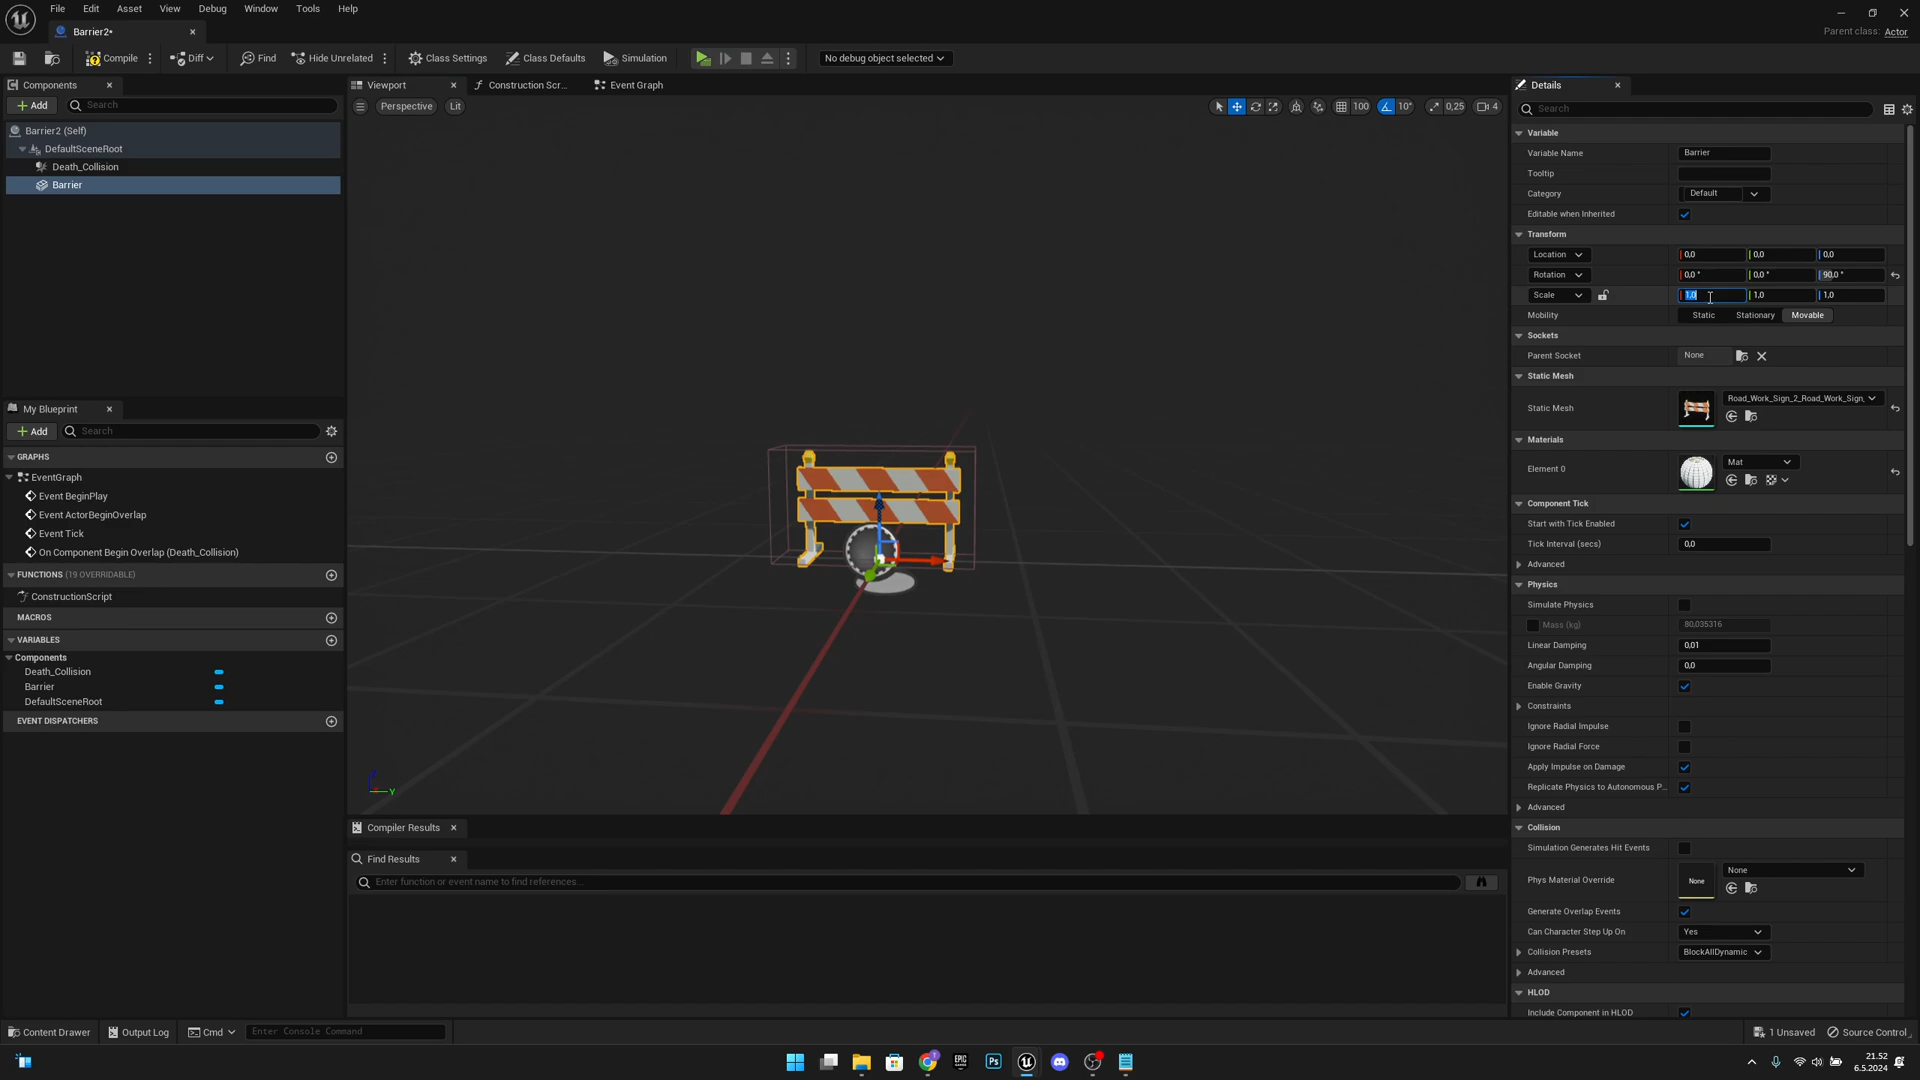 File Edit Asset View Debug Window Tools Help
Barrier2*
Parent class: Actor
Compile Diff Find Hide Unrelated Class Settings Class Defaults Simulation No debug object selected
Components
Add Search
Barrier2 (Self)
DefaultSceneRoot
Death_Collision
Barrier
My Blueprint
Add Search
GRAPHS
EventGraph
Event BeginPlay
Event ActorBeginOverlap
Event Tick
On Component Begin Overlap (Death_Collision)
FUNCTIONS (19 OVERRIDABLE)
ConstructionScript
MACROS
VARIABLES
Components
Death_Collision
Barrier
DefaultSceneRoot
EVENT DISPATCHERS
Viewport Construction Scr... Event Graph
Perspective Lit 100 10° 0,25 4
Y
Compiler Results
Find Results
Enter function or event name to find references...
Details
Search
Variable
Variable Name Barrier
Tooltip
Category Default
Editable when Inherited
Transform
Location 0,0 0,0 0,0
Rotation 0,0 ° 0,0 ° 90,0 °
Scale 1,0 1,0 1,0
Mobility Static Stationary Movable
Sockets
Parent Socket None
Static Mesh
Static Mesh Road_Work_Sign_2_Road_Work_Sign_
Materials
Element 0 Mat
Component Tick
Start with Tick Enabled
Tick Interval (secs) 0,0
Advanced
Physics
Simulate Physics
Mass (kg) 80,035316
Linear Damping 0,01
Angular Damping 0,0
Enable Gravity
Constraints
Ignore Radial Impulse
Ignore Radial Force
Apply Impulse on Damage
Replicate Physics to Autonomous P...
Advanced
Collision
Simulation Generates Hit Events
Phys Material Override None None
Generate Overlap Events
Can Character Step Up On Yes
Collision Presets BlockAllDynamic
Advanced
HLOD
Include Component in HLOD
Content Drawer Output Log Cmd Enter Console Command 1 Unsaved Source Control
Ps EPIC GAMES
21.52
6.5.2024